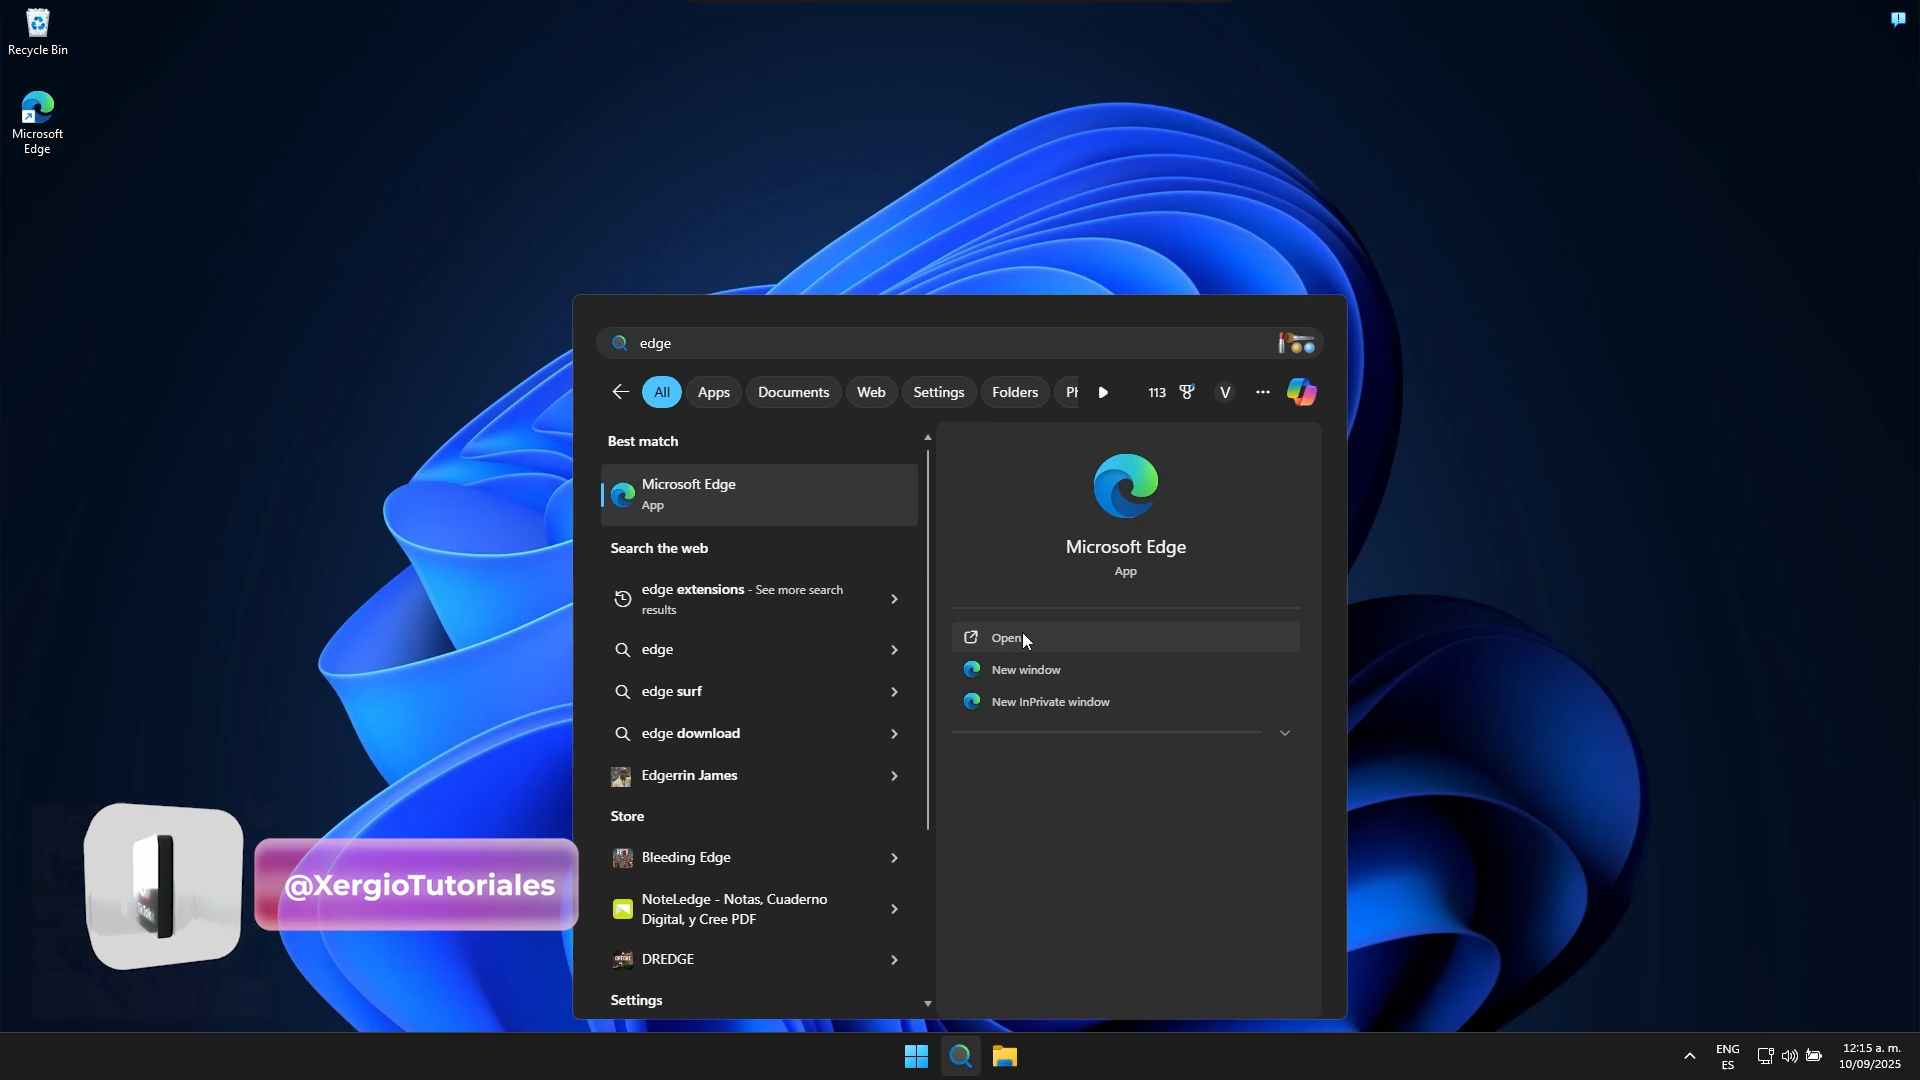 Recycle Bin
Microsoft
Edge
edge
All
Apps
Documents
Web
Settings
Folders
113
V
Best match
Microsoft Edge
App
Search the web
edge extensions - See more search
results
edge
edge surf
edge download
Edgerrin James
Store
Bleeding Edge
NoteLedge - Notas, Cuaderno
Digital, y Cree PDF
DREDGE
Settings
Microsoft Edge
App
Open
New window
New InPrivate window
@XergioTutoriales
ENG
ES
12:15 a. m.
10/09/2025